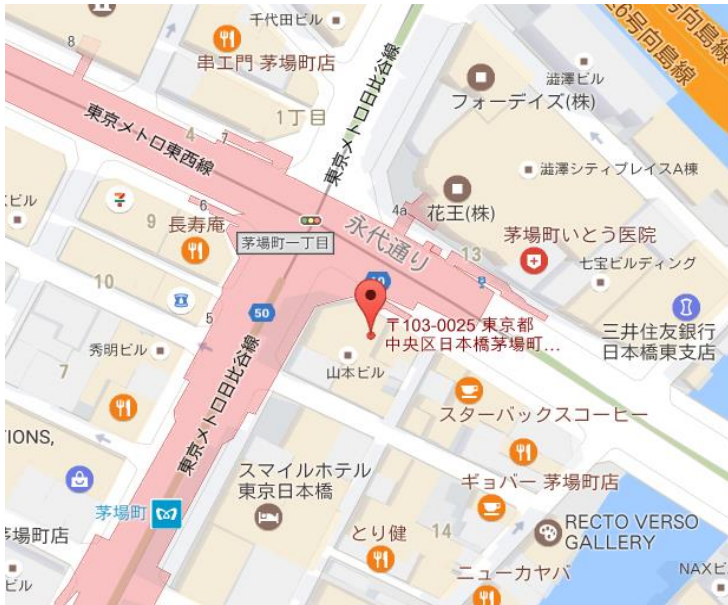 千代田ビル
8
串工門 茅場町店
6号向島線
澁澤ビル
フォーデイズ(株)
1丁目
東京メトロ東西線
4
7
東京メトロ日比谷線
澁澤シティプレイスA棟
6
4a
花王(株)
9
長寿庵
茅場町一丁目
永代通り
13
茅場町いとう医院
七宝ビルディング
10
10
50
5
〒103-0025 東京都
中央区日本橋茅場町...
三井住友銀行
日本橋東支店
秀明ビル
7
山本ビル
東京メトロ日比谷線
スターバックスコーヒー
TIONS,
スマイルホテル
東京日本橋
ギョバー 茅場町店
茅場町
茅場町店
とり健
14
RECTO VERSO
GALLERY
ニューカヤバ
NAXビ
ビル